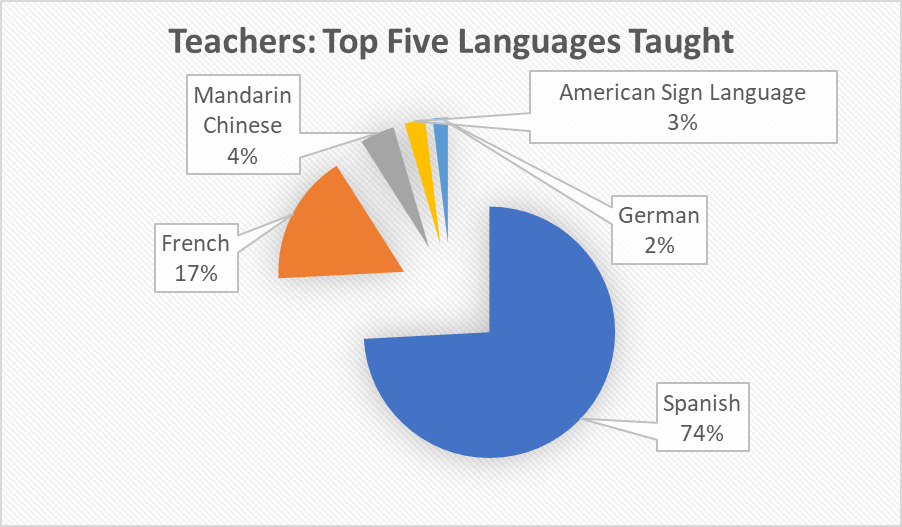 Teachers: Top Five Languages Taught
Mandarin
Chinese
4%
American Sign Language
3%
French
17%
German
2%
Spanish
74%